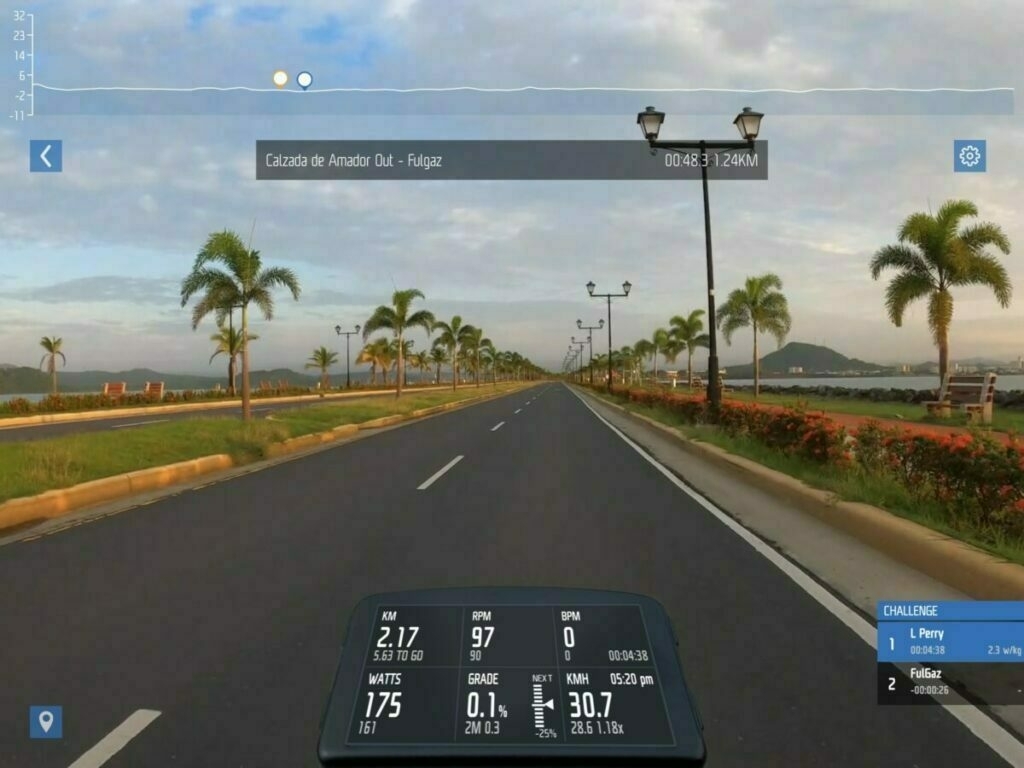 32
23
14
6
-2
-11
Calzada de Amador Out - Fulgaz 00:48.3 1.24KM
CHALLENGE
1 L Perry
00:04:38 2.3 w/kg
2 FulGaz
-00:00:26 -
KM RPM BPM
2.17 97 0
5.63 TO GO 90 0 00:04:38
WATTS GRADE NEXT KMH 05:20 pm
175 0.1% 30.7
161 2M 0.3 -25% 28.6 1.18x